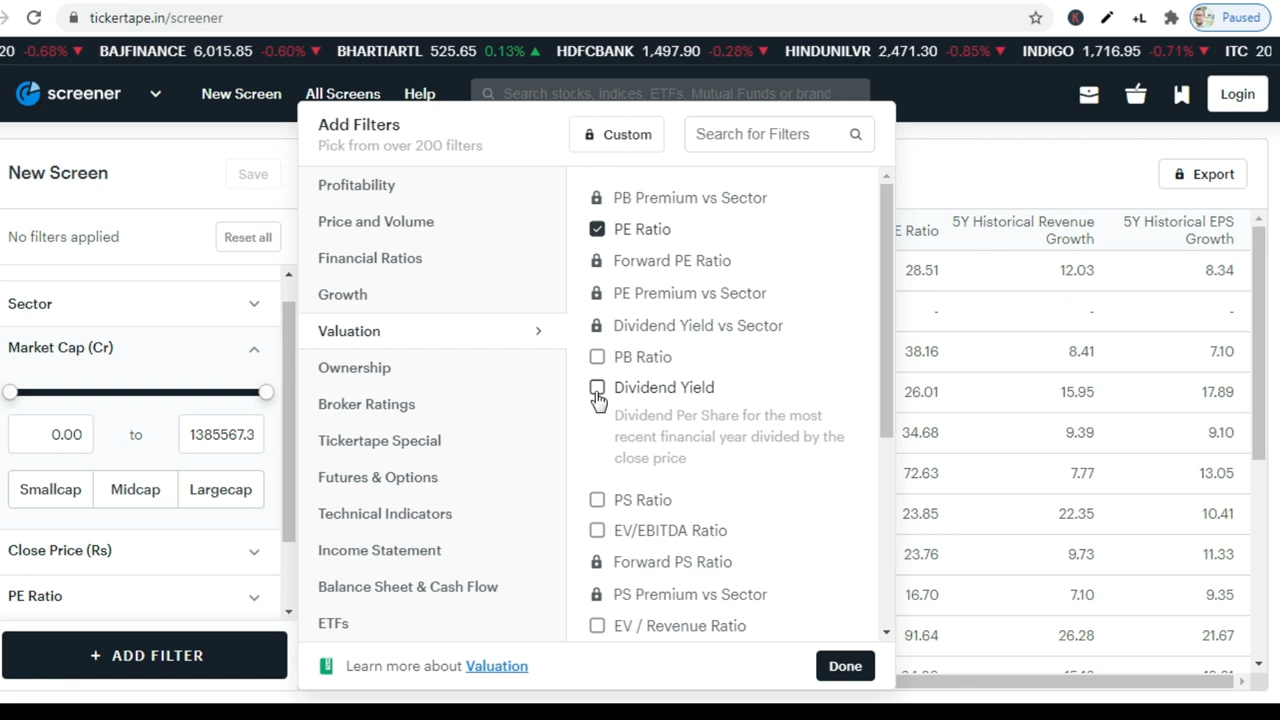 tickertape.in/screener
K
+L
Paused
20 -0.68% ▼ BAJFINANCE 6,015.85 -0.60% ▼ BHARTIARTL 525.65 0.13% ▲ HDFCBANK 1,497.90 -0.28% ▼ HINDUNILVR 2,471.30 -0.85% ▼ INDIGO 1,716.95 -0.71% ▼ ITC 20
screener
New Screen
All Screens
Help
Search stocks, indices, ETFs, Mutual Funds or brand
Login
New Screen
Save
No filters applied
Reset all
Sector
Market Cap (Cr)
0.00 to 1385567.3
Smallcap Midcap Largecap
Close Price (Rs)
PE Ratio
+ ADD FILTER
Add Filters
Pick from over 200 filters
Custom
Search for Filters
Profitability
Price and Volume
Financial Ratios
Growth
Valuation
Ownership
Broker Ratings
Tickertape Special
Futures & Options
Technical Indicators
Income Statement
Balance Sheet & Cash Flow
ETFs
PB Premium vs Sector
PE Ratio
Forward PE Ratio
PE Premium vs Sector
Dividend Yield vs Sector
PB Ratio
Dividend Yield
Dividend Per Share for the most
recent financial year divided by the
close price
PS Ratio
EV/EBITDA Ratio
Forward PS Ratio
PS Premium vs Sector
EV / Revenue Ratio
Learn more about Valuation
Done
Export
E Ratio
5Y Historical Revenue
Growth
5Y Historical EPS
Growth
28.51 12.03 8.34
- - -
38.16 8.41 7.10
26.01 15.95 17.89
34.68 9.39 9.10
72.63 7.77 13.05
23.85 22.35 10.41
23.76 9.73 11.33
16.70 7.10 9.35
91.64 26.28 21.67